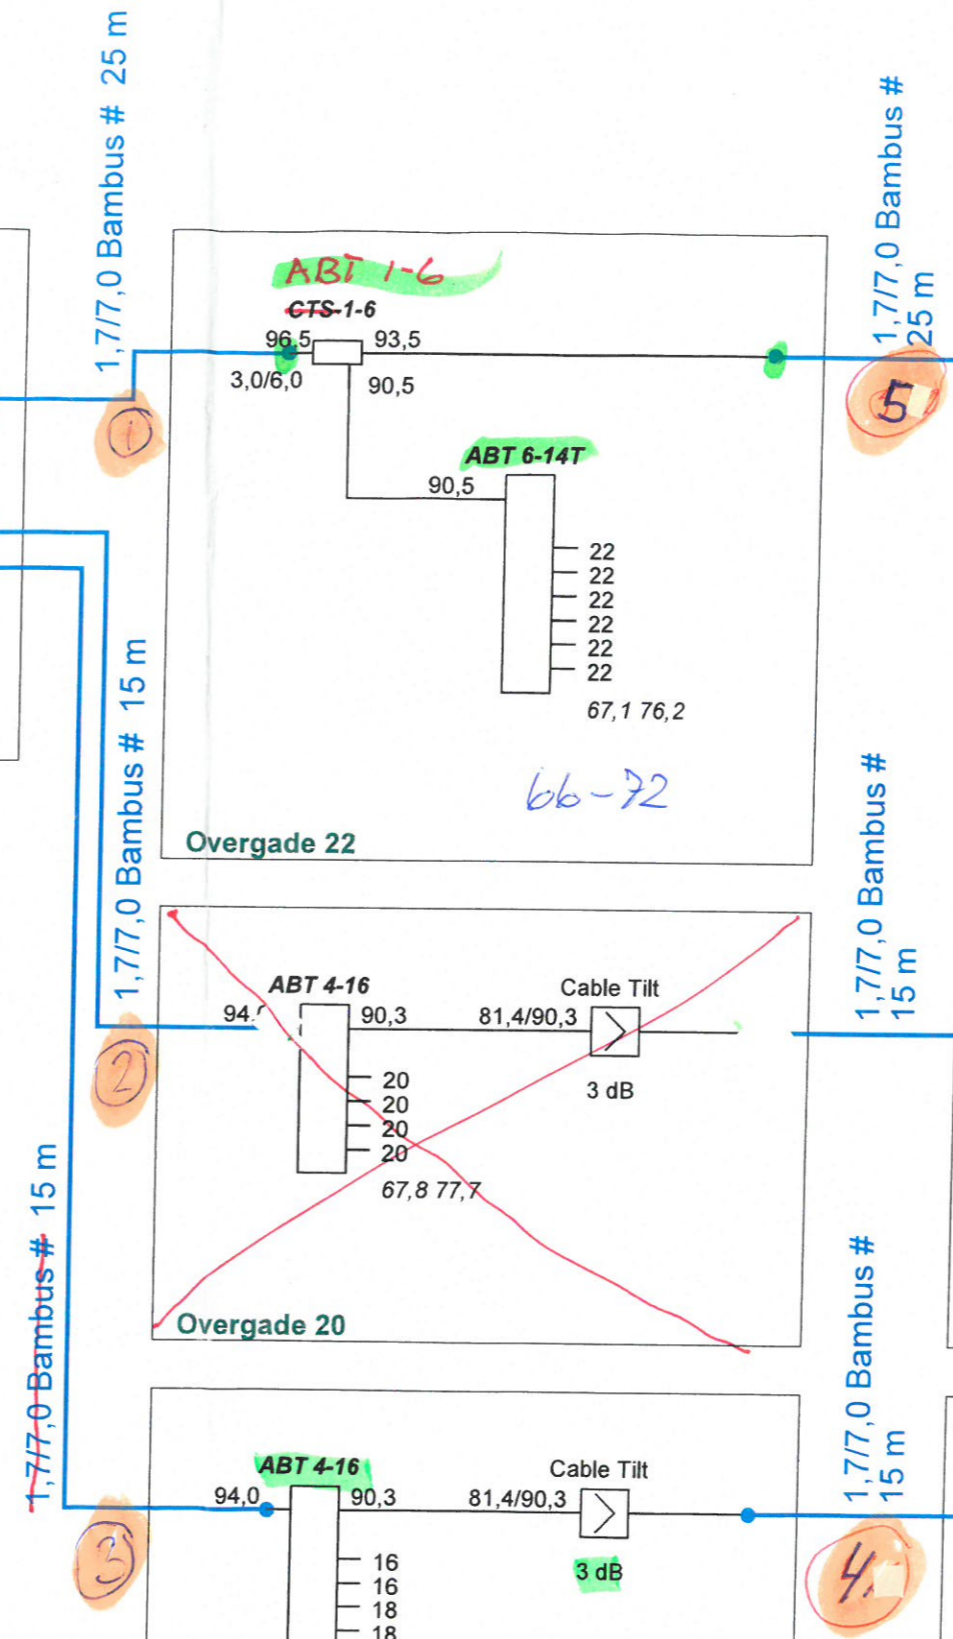 1,7/7,0 Bambus # 25 m
1,7/7,0 Bambus #
25 m
ABT 1-6
CTS-1-6
96,5
93,5
3,0/6,0
90,5
1
5
ABT 6-14T
90,5
22
22
22
22
22
22
67,1 76,2
66-72
Overgade 22
1,7/7,0 Bambus # 15 m
1,7/7,0 Bambus #
15 m
ABT 4-16
Cable Tilt
94,
90,3
81,4/90,3
3 dB
2
20
20
20
20
67,8 77,7
Overgade 20
1,7/7,0 Bambus # 15 m
1,7/7,0 Bambus #
15 m
ABT 4-16
Cable Tilt
94,0
90,3
81,4/90,3
3 dB
3
4
16
16
18
18